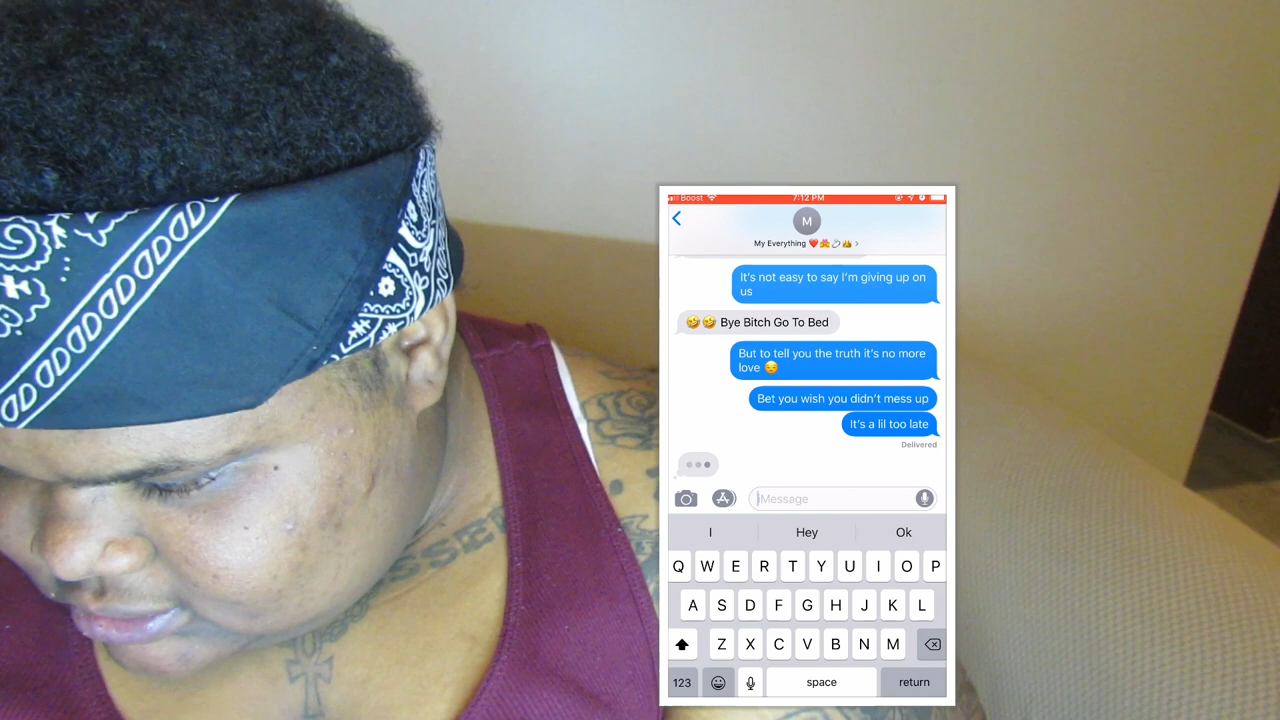 Boost 7:12 PM
M
My Everything ❤️
It's not easy to say I'm giving up on
us
🤣🤣 Bye Bitch Go To Bed
But to tell you the truth it's no more
love 😔
Bet you wish you didn't mess up
It's a lil too late
Delivered
iMessage
I Hey Ok
Q W E R T Y U I O P
A S D F G H J K L
Z X C V B N M
123 space return